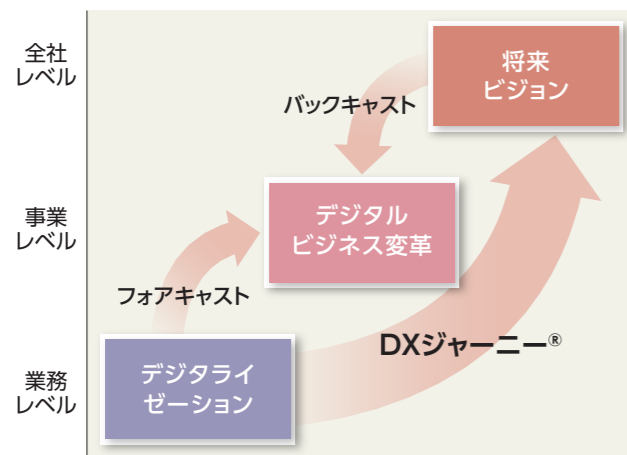 全社
レベル
将来
ビジョン
バックキャスト
事業
レベル
デジタル
ビジネス変革
フォアキャスト
DXジャーニー®
業務
レベル
デジタライ
ゼーション